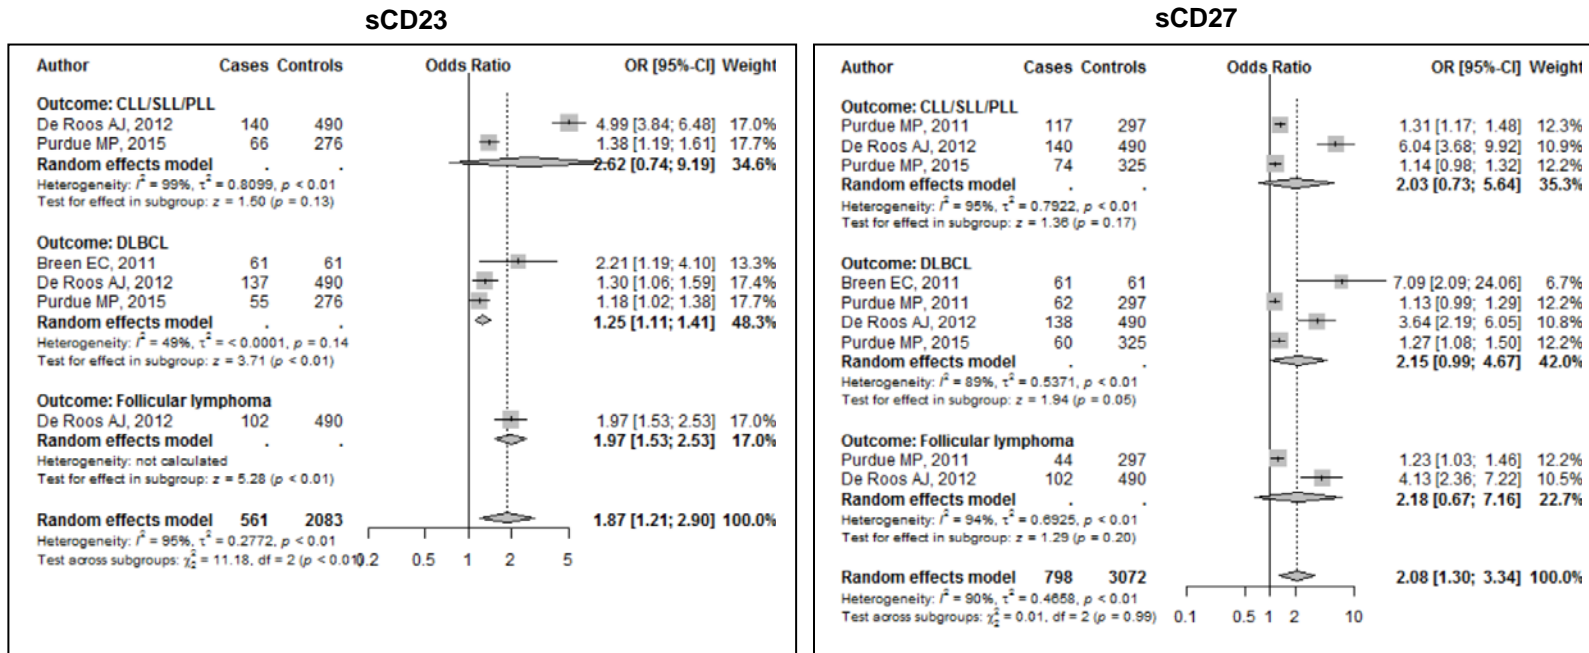 sCD23
Author Cases Controls Odds Ratio OR [95%-CI] Weight
Outcome: CLL/SLL/PLL
De Roos AJ, 2012 140 490 4.99 [3.84; 6.48] 17.0%
Purdue MP, 2015 66 276 1.38 [1.19; 1.61] 17.7%
Random effects model . . 2.62 [0.74; 9.19] 34.6%
Heterogeneity: I² = 99%, τ² = 0.8099, p < 0.01
Test for effect in subgroup: z = 1.50 (p = 0.13)
Outcome: DLBCL
Breen EC, 2011 61 61 2.21 [1.19; 4.10] 13.3%
De Roos AJ, 2012 137 490 1.30 [1.06; 1.59] 17.4%
Purdue MP, 2015 55 276 1.18 [1.02; 1.38] 17.7%
Random effects model . . 1.25 [1.11; 1.41] 48.3%
Heterogeneity: I² = 49%, τ² = < 0.0001, p = 0.14
Test for effect in subgroup: z = 3.71 (p < 0.01)
Outcome: Follicular lymphoma
De Roos AJ, 2012 102 490 1.97 [1.53; 2.53] 17.0%
Random effects model . . 1.97 [1.53; 2.53] 17.0%
Heterogeneity: not calculated
Test for effect in subgroup: z = 5.28 (p < 0.01)
Random effects model 561 2083 1.87 [1.21; 2.90] 100.0%
Heterogeneity: I² = 95%, τ² = 0.2772, p < 0.01
Test across subgroups: χ²₂ = 11.18, df = 2 (p < 0.01)
0.2 0.5 1 2 5
sCD27
Author Cases Controls Odds Ratio OR [95%-CI] Weight
Outcome: CLL/SLL/PLL
Purdue MP, 2011 117 297 1.31 [1.17; 1.48] 12.3%
De Roos AJ, 2012 140 490 6.04 [3.68; 9.92] 10.9%
Purdue MP, 2015 74 325 1.14 [0.98; 1.32] 12.2%
Random effects model . . 2.03 [0.73; 5.64] 35.3%
Heterogeneity: I² = 95%, τ² = 0.7922, p < 0.01
Test for effect in subgroup: z = 1.36 (p = 0.17)
Outcome: DLBCL
Breen EC, 2011 61 61 7.09 [2.09; 24.06] 6.7%
Purdue MP, 2011 62 297 1.13 [0.99; 1.29] 12.2%
De Roos AJ, 2012 138 490 3.64 [2.19; 6.05] 10.8%
Purdue MP, 2015 60 325 1.27 [1.08; 1.50] 12.2%
Random effects model . . 2.15 [0.99; 4.67] 42.0%
Heterogeneity: I² = 89%, τ² = 0.5371, p < 0.01
Test for effect in subgroup: z = 1.94 (p = 0.05)
Outcome: Follicular lymphoma
Purdue MP, 2011 44 297 1.23 [1.03; 1.46] 12.2%
De Roos AJ, 2012 102 490 4.13 [2.36; 7.22] 10.5%
Random effects model . . 2.18 [0.67; 7.16] 22.7%
Heterogeneity: I² = 94%, τ² = 0.6925, p < 0.01
Test for effect in subgroup: z = 1.29 (p = 0.20)
Random effects model 798 3072 2.08 [1.30; 3.34] 100.0%
Heterogeneity: I² = 90%, τ² = 0.4658, p < 0.01
Test across subgroups: χ²₂ = 0.01, df = 2 (p = 0.99)
0.1 0.5 1 2 10